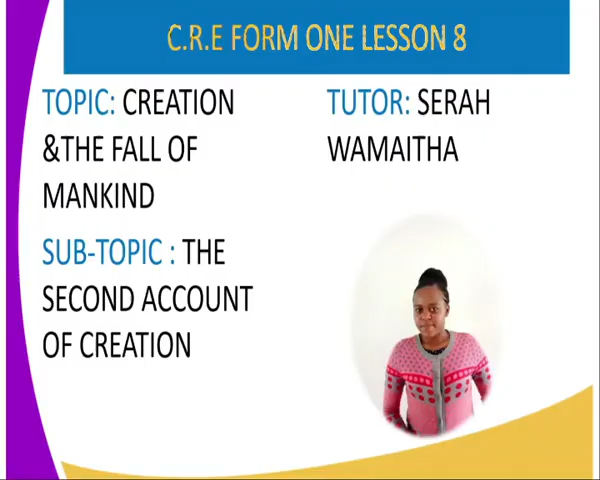 C.R.E FORM ONE LESSON 8
TOPIC: CREATION
&THE FALL OF
MANKIND
SUB-TOPIC : THE
SECOND ACCOUNT
OF CREATION
TUTOR: SERAH
WAMAITHA